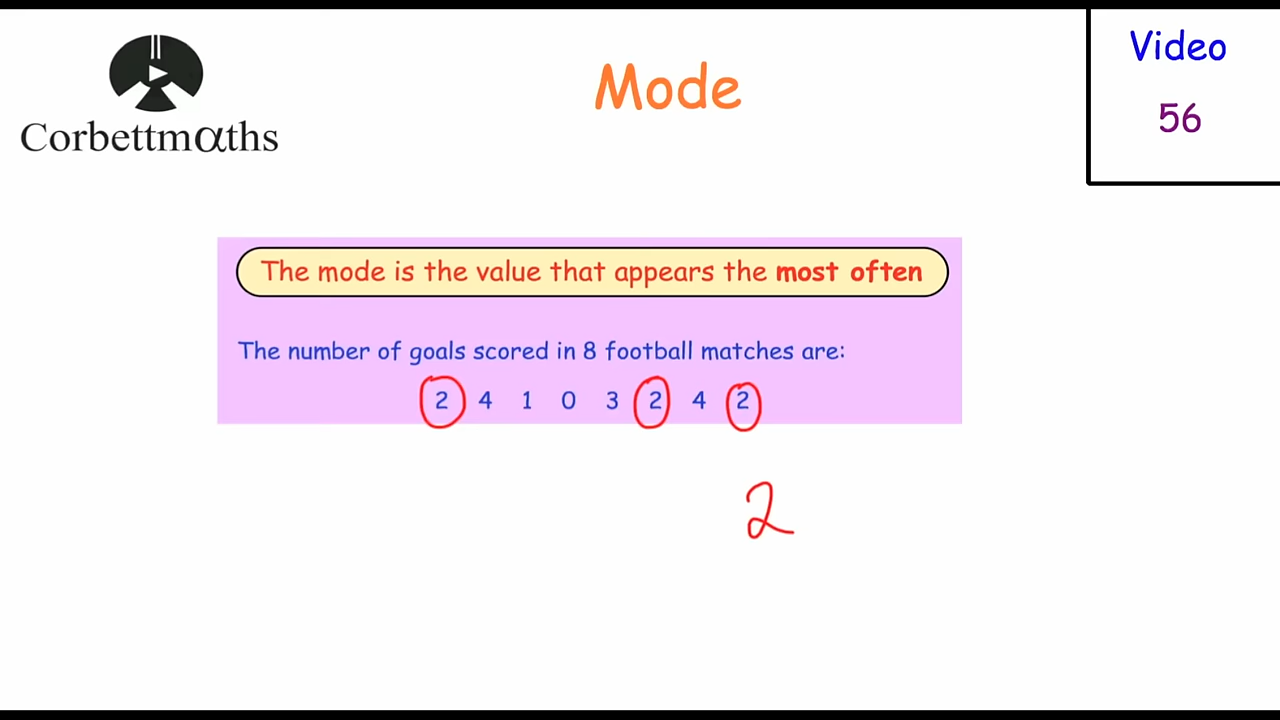 Corbettmαths
Mode
Video
56
The mode is the value that appears the most often
The number of goals scored in 8 football matches are:
2 4 1 0 3 2 4 2
2